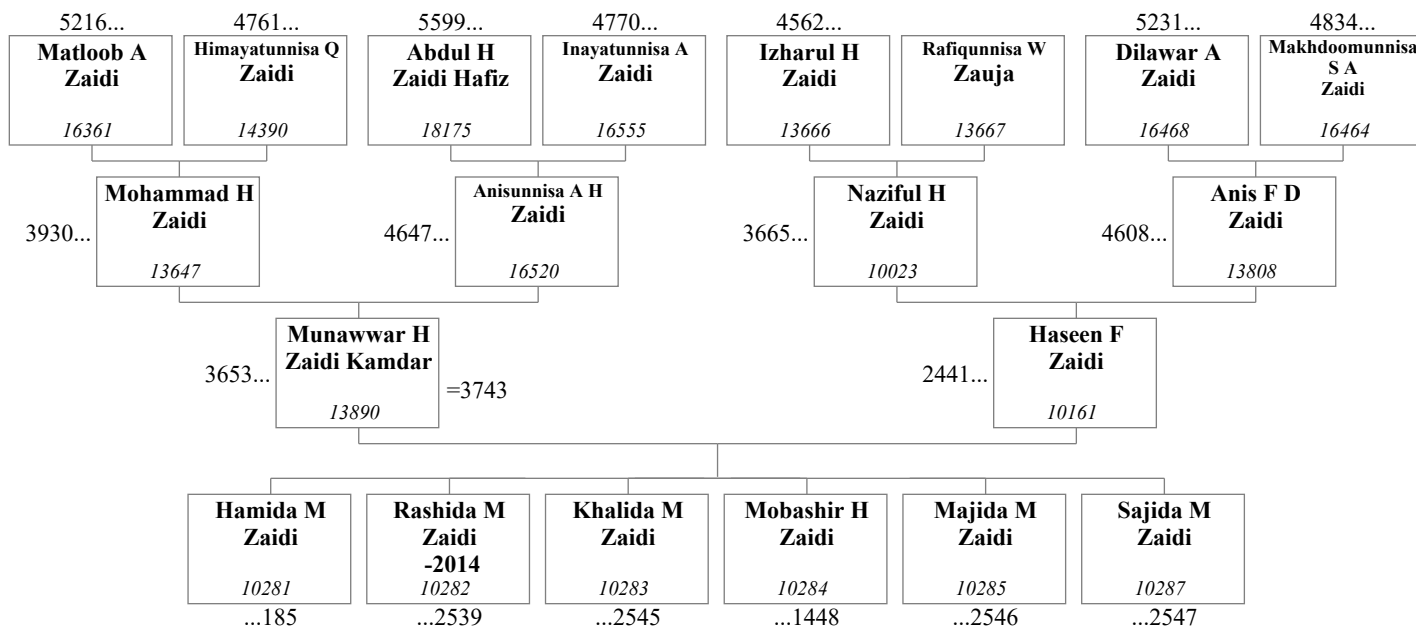 5216... 4761... 5599... 4770... 4562... 5231... 4834...
Matloob A
Zaidi
16361
Himayatunnisa Q
Zaidi
14390
Abdul H
Zaidi Hafiz
18175
Inayatunnisa A
Zaidi
16555
Izharul H
Zaidi
13666
Rafiqunnisa W
Zauja
13667
Dilawar A
Zaidi
16468
Makhdoomunnisa
S A
Zaidi
16464
3930...
Mohammad H
Zaidi
13647
4647...
Anisunnisa A H
Zaidi
16520
3665...
Naziful H
Zaidi
10023
4608...
Anis F D
Zaidi
13808
3653...
Munawwar H
Zaidi Kamdar
13890
=3743
2441...
Haseen F
Zaidi
10161
Hamida M
Zaidi
10281
...185
Rashida M
Zaidi
-2014
10282
...2539
Khalida M
Zaidi
10283
...2545
Mobashir H
Zaidi
10284
...1448
Majida M
Zaidi
10285
...2546
Sajida M
Zaidi
10287
...2547